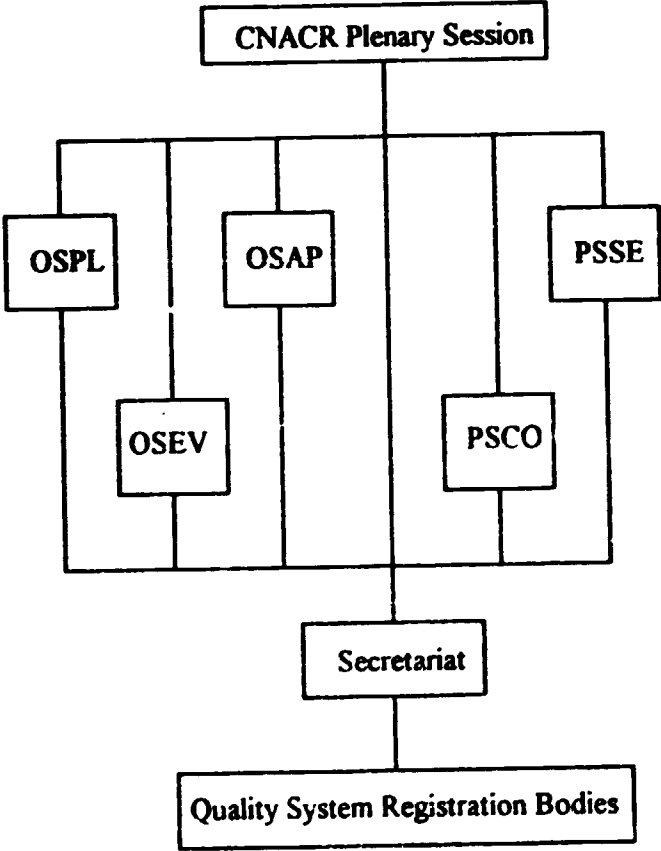 CNACR Plenary Session
OSPL
OSAP
PSSE
OSEV
PSCO
Secretariat
Quality System Registration Bodies